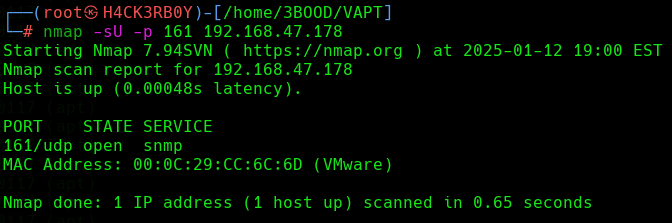 ┌──(root㉿H4CK3RB0Y)-[/home/3BOOD/VAPT]
└─# nmap -sU -p 161 192.168.47.178
Starting Nmap 7.94SVN ( https://nmap.org ) at 2025-01-12 19:00 EST
Nmap scan report for 192.168.47.178
Host is up (0.00048s latency).

PORT    STATE SERVICE
161/udp open  snmp
MAC Address: 00:0C:29:CC:6C:6D (VMware)

Nmap done: 1 IP address (1 host up) scanned in 0.65 seconds